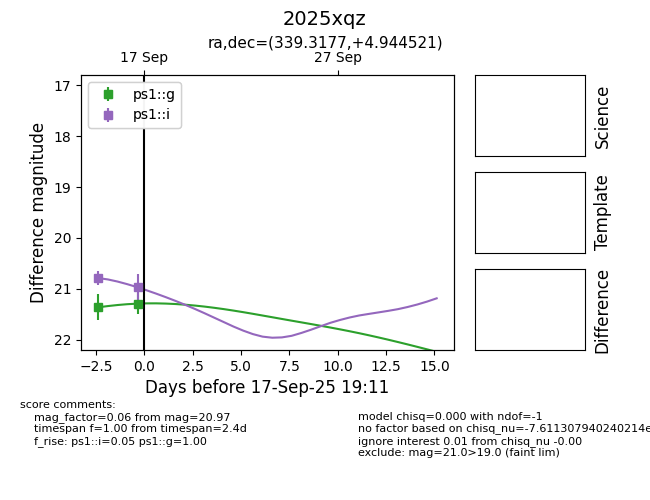 2025xqz
ra,dec=(339.3177,+4.944521)
17 Sep 27 Sep
ps1::g
ps1::i
17
18
19
20
21
22
Difference magnitude
−2.5 0.0 2.5 5.0 7.5 10.0 12.5 15.0
Days before 17-Sep-25 19:11
Science
Template
Difference
score comments:
mag_factor=0.06 from mag=20.97
timespan f=1.00 from timespan=2.4d
f_rise: ps1::i=0.05 ps1::g=1.00
model chisq=0.000 with ndof=-1
no factor based on chisq_nu=-7.611307940240214e
ignore interest 0.01 from chisq_nu -0.00
exclude: mag=21.0>19.0 (faint lim)